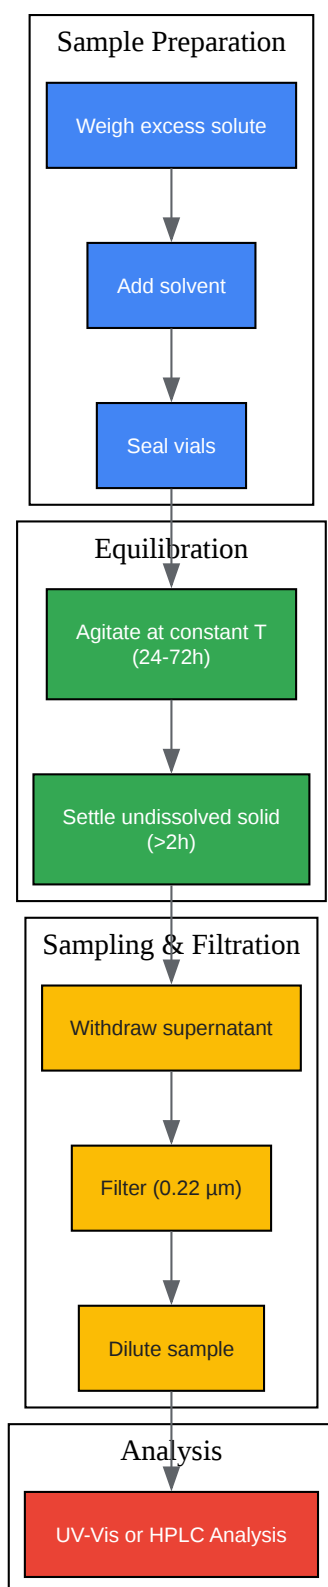 Sample Preparation
Weigh excess solute
Add solvent
Seal vials
Equilibration
Agitate at constant T
(24-72h)
Settle undissolved solid
(>2h)
Sampling & Filtration
Withdraw supernatant
Filter (0.22 µm)
Dilute sample
Analysis
UV-Vis or HPLC Analysis